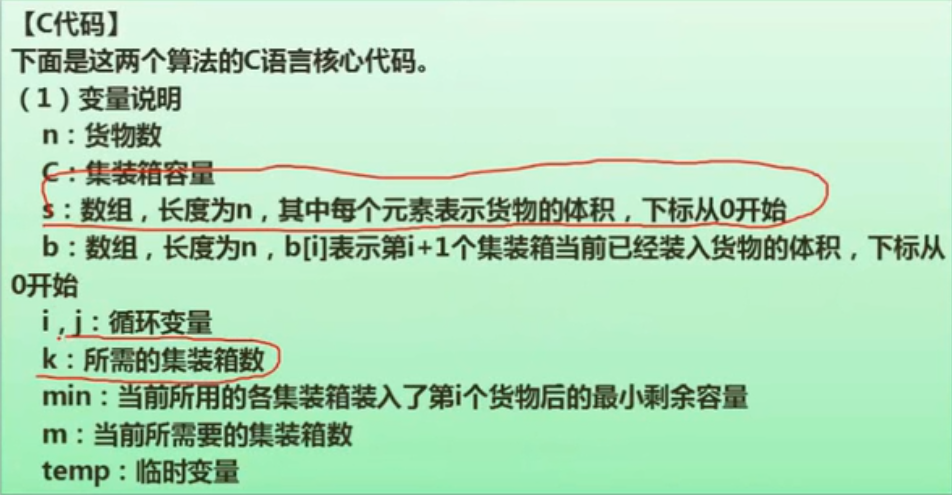 【C代码】
下面是这两个算法的C语言核心代码。
（1）变量说明
n：货物数
C：集装箱容量
s：数组，长度为n，其中每个元素表示货物的体积，下标从0开始
b：数组，长度为n，b[i]表示第i+1个集装箱当前已经装入货物的体积，下标从
0开始
i,j：循环变量
k：所需的集装箱数
min：当前所用的各集装箱装入了第i个货物后的最小剩余容量
m：当前所需要的集装箱数
temp：临时变量